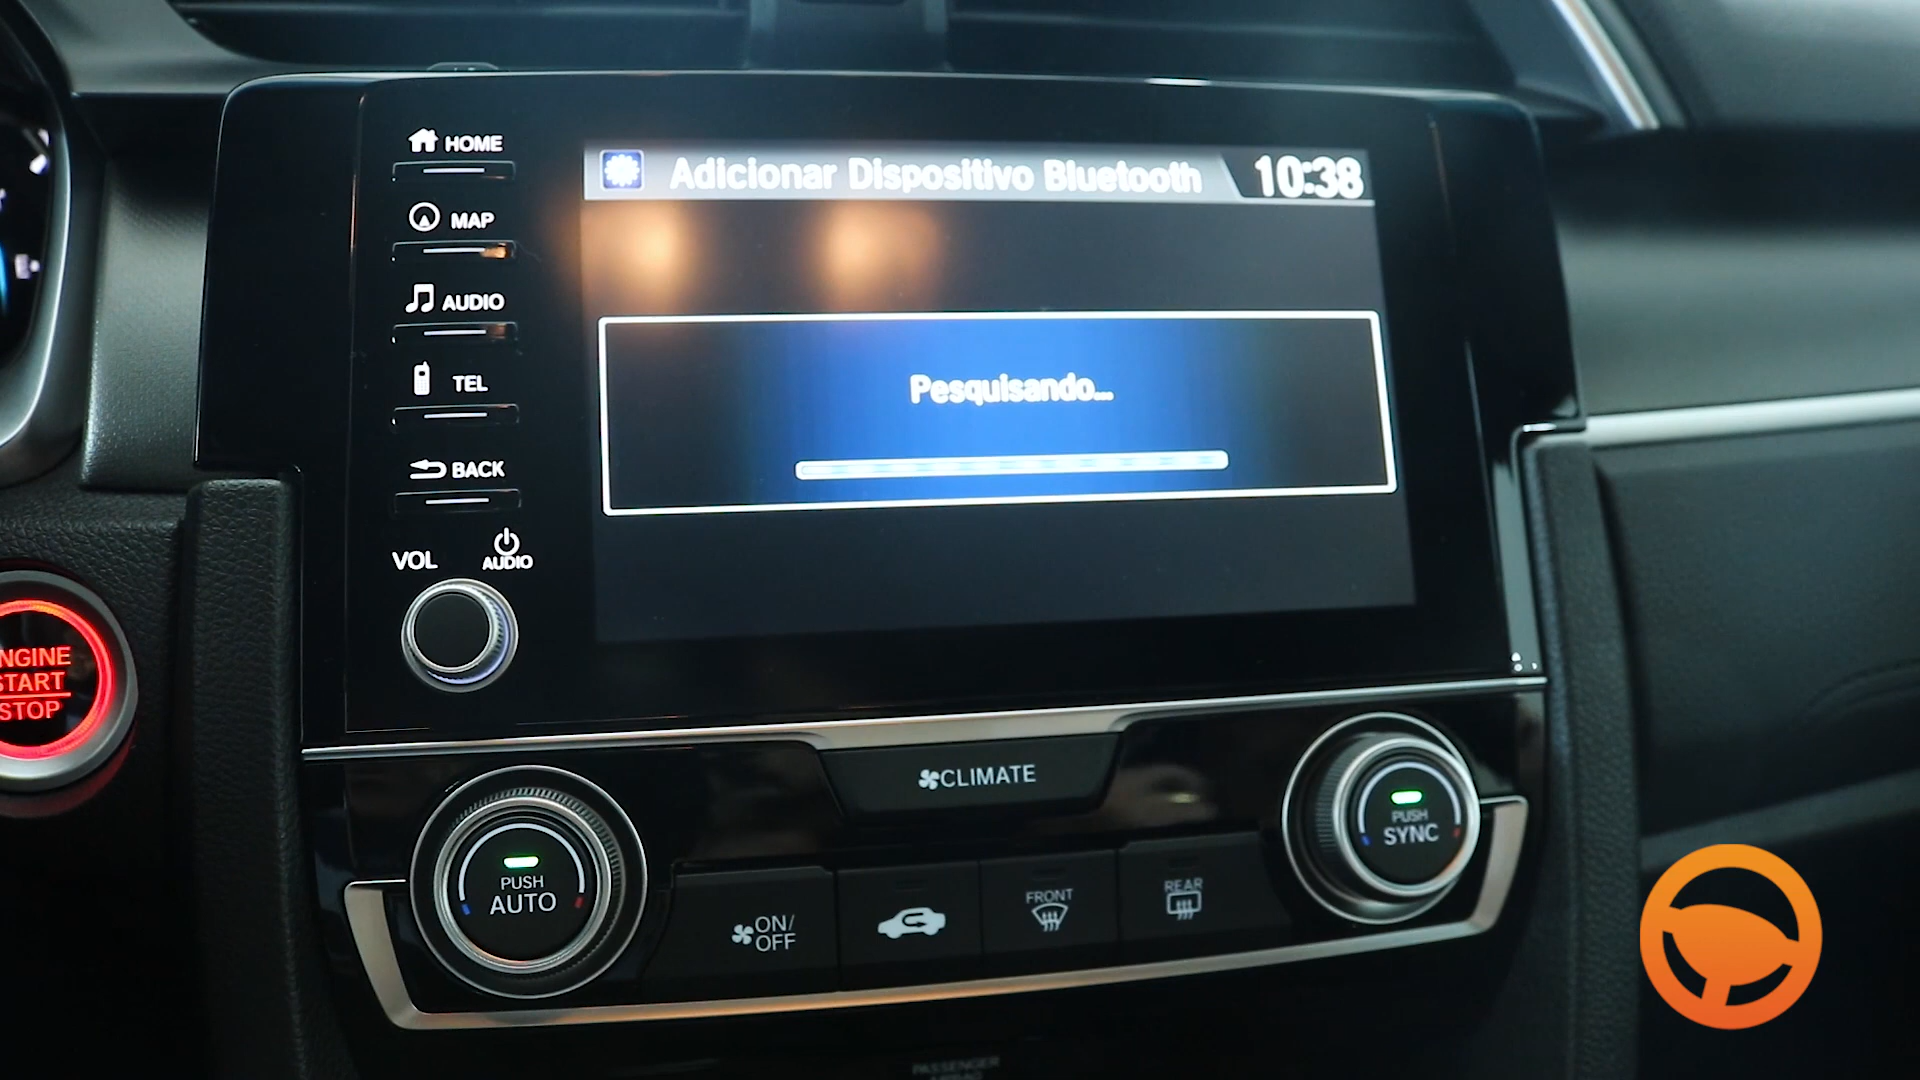 HOME
MAP
AUDIO
TEL
BACK
VOL
AUDIO
Adicionar Dispositivo Bluetooth
10:38
Pesquisando...
NGINE
START
STOP
CLIMATE
PUSH
AUTO
ON/
OFF
FRONT
REAR
PUSH
SYNC
PASSENGER